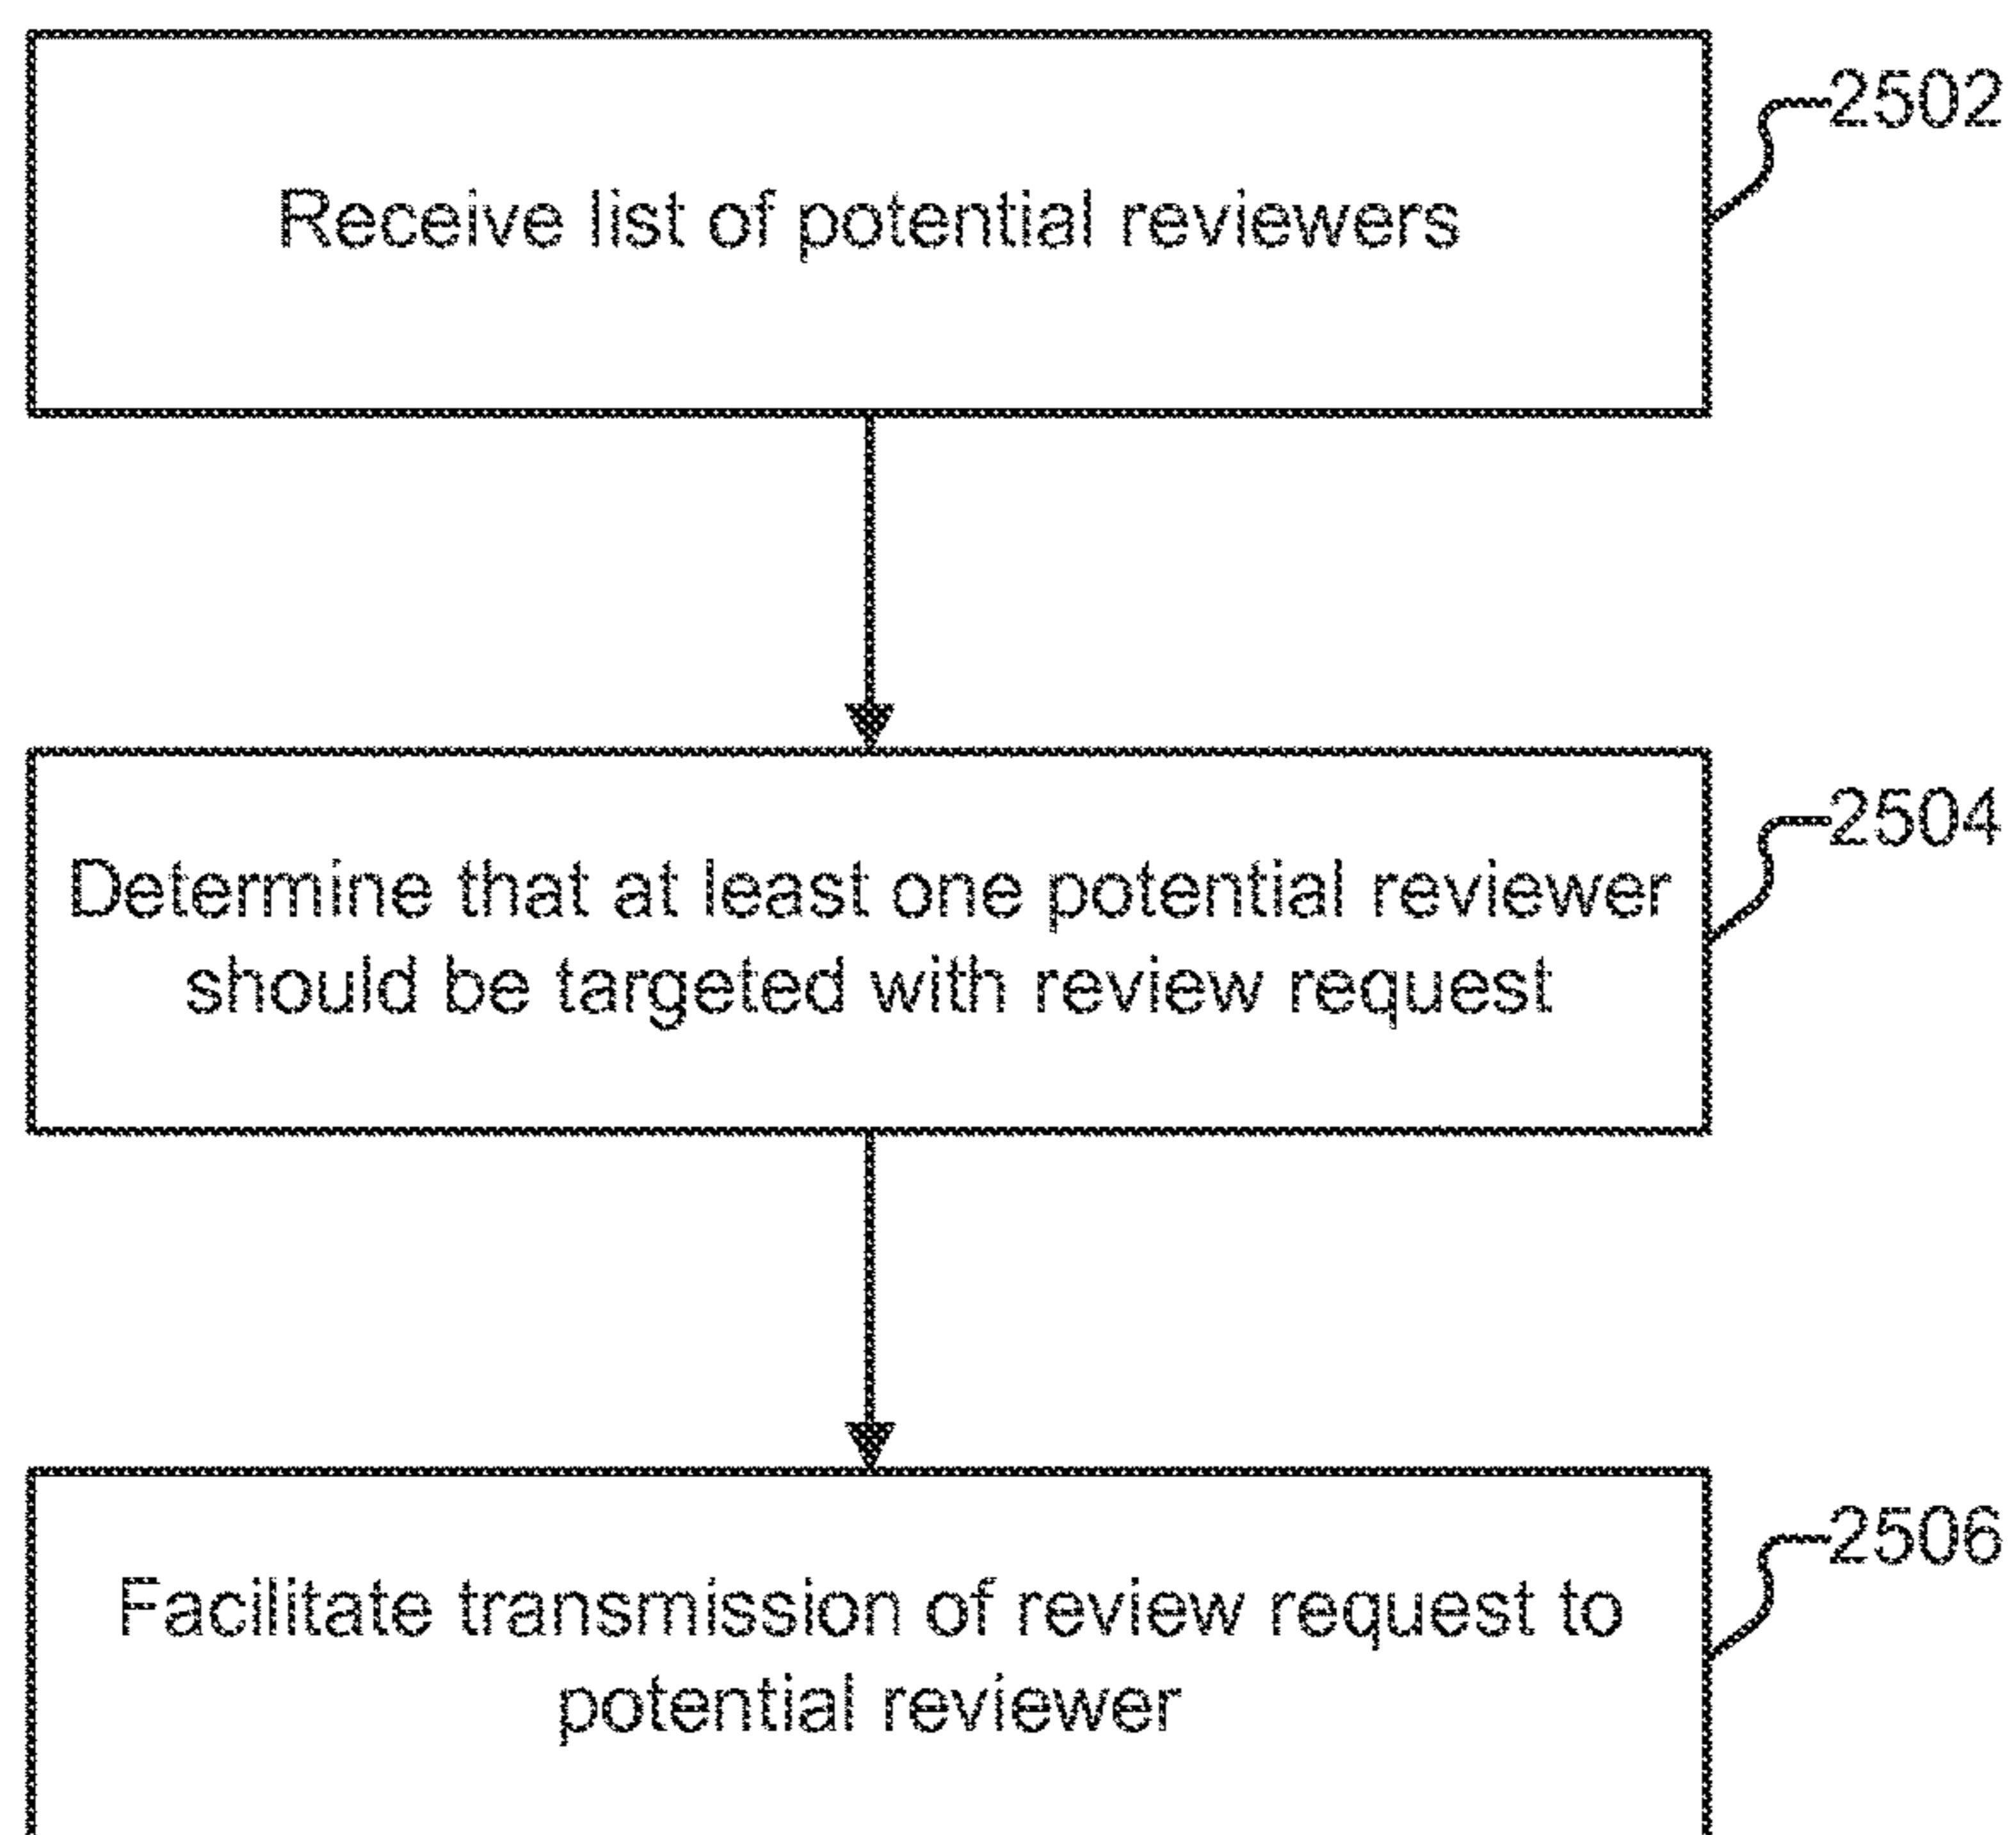 Receive list of potential reviewers
2502
Determine that at least one potential reviewer
should be targeted with review request
2504
Facilitate transmission of review request to
potential reviewer
2506